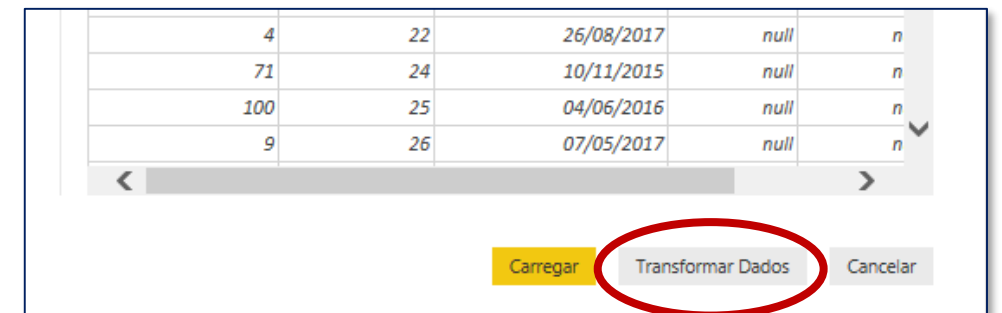 4 22 26/08/2017 null n
71 24 10/11/2015 null n
100 25 04/06/2016 null n
9 26 07/05/2017 null n
Carregar Transformar Dados Cancelar